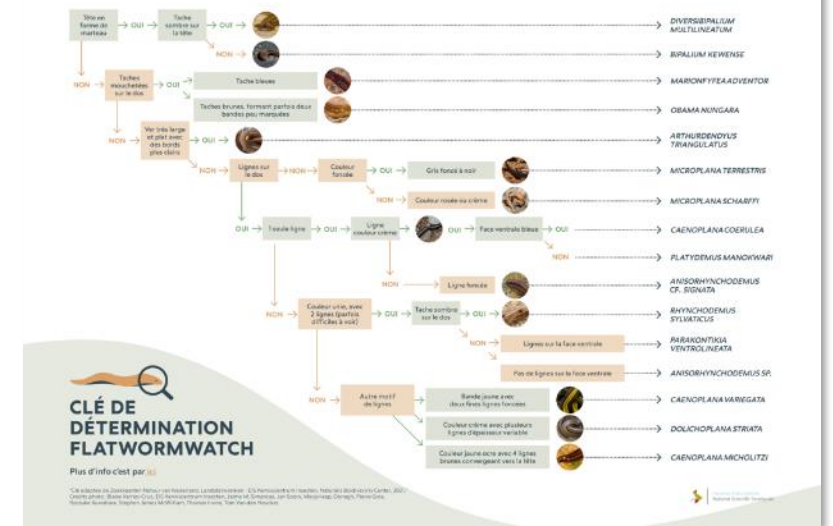 Tête en
forme de
marteau
OUI
Tache
sombre sur
la tête
OUI
DIVERSIBIPALIUM
MULTILINEATUM
NON
BIPALIUM KEWENSE
NON
Taches
mouchetées
sur le dos
OUI
Tache bleues
MARIONFYFEA ADVENTOR
Taches brunes, formant parfois deux
bandes peu marquées
OBAMA NUNGARA
NON
Ver très large
et plat avec
des bords
plus clairs
OUI
ARTHURDENDYUS
TRIANGULATUS
NON
Lignes sur
le dos
NON
Couleur
foncée
OUI
Gris foncé à noir
MICROPLANA TERRESTRIS
NON
Couleur rosée ou crème
MICROPLANA SCHARFFI
OUI
1 seule ligne
OUI
Ligne
couleur crème
OUI
Face ventrale bleue
OUI
CAENOPLANA COERULEA
NON
PLATYDEMUS MANOKWARI
NON
Ligne foncée
ANISORHYNCHODEMUS
CF. SIGNATA
NON
Couleur unie, avec
2 lignes (parfois
difficiles à voir)
OUI
Tache sombre
sur le dos
OUI
RHYNCHODEMUS
SYLVATICUS
NON
Lignes sur la face ventrale
PARAKONTIKIA
VENTROLINEATA
Pas de lignes sur la face ventrale
ANISORHYNCHODEMUS SP.
NON
Autre motif
de lignes
Bande jaune avec
deux fines lignes foncées
CAENOPLANA VARIEGATA
Couleur crème avec plusieurs
lignes d'épaisseur variable
DOLICHOPLANA STRIATA
Couleur jaune ocre avec 4 lignes
brunes convergeant vers la tête
CAENOPLANA MICHOLITZI
CLÉ DE
DÉTERMINATION
FLATWORMWATCH
Plus d'info c'est par ici